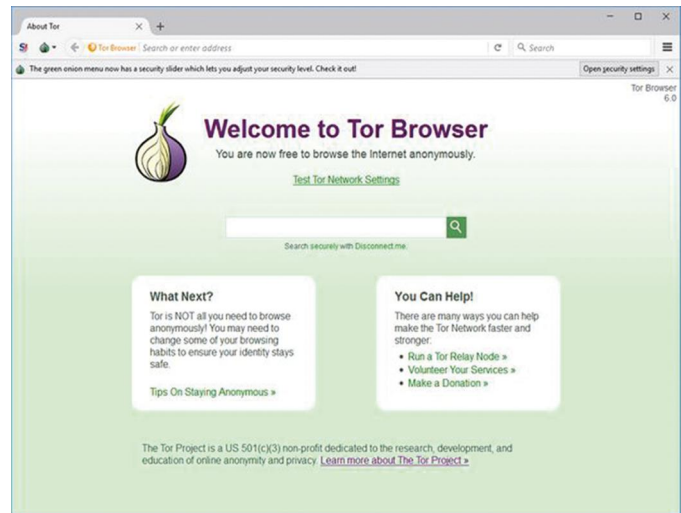 About Tor
Tor Browser Search or enter address
Search
The green onion menu now has a security slider which lets you adjust your security level. Check it out!
Open security settings
Tor Browser
6.0
Welcome to Tor Browser
You are now free to browse the Internet anonymously.
Test Tor Network Settings
Search securely with Disconnect.me.
What Next?
Tor is NOT all you need to browse
anonymously! You may need to
change some of your browsing
habits to ensure your identity stays
safe.
Tips On Staying Anonymous »
You Can Help!
There are many ways you can help
make the Tor Network faster and
stronger:
• Run a Tor Relay Node »
• Volunteer Your Services »
• Make a Donation »
The Tor Project is a US 501(c)(3) non-profit dedicated to the research, development, and
education of online anonymity and privacy. Learn more about The Tor Project »